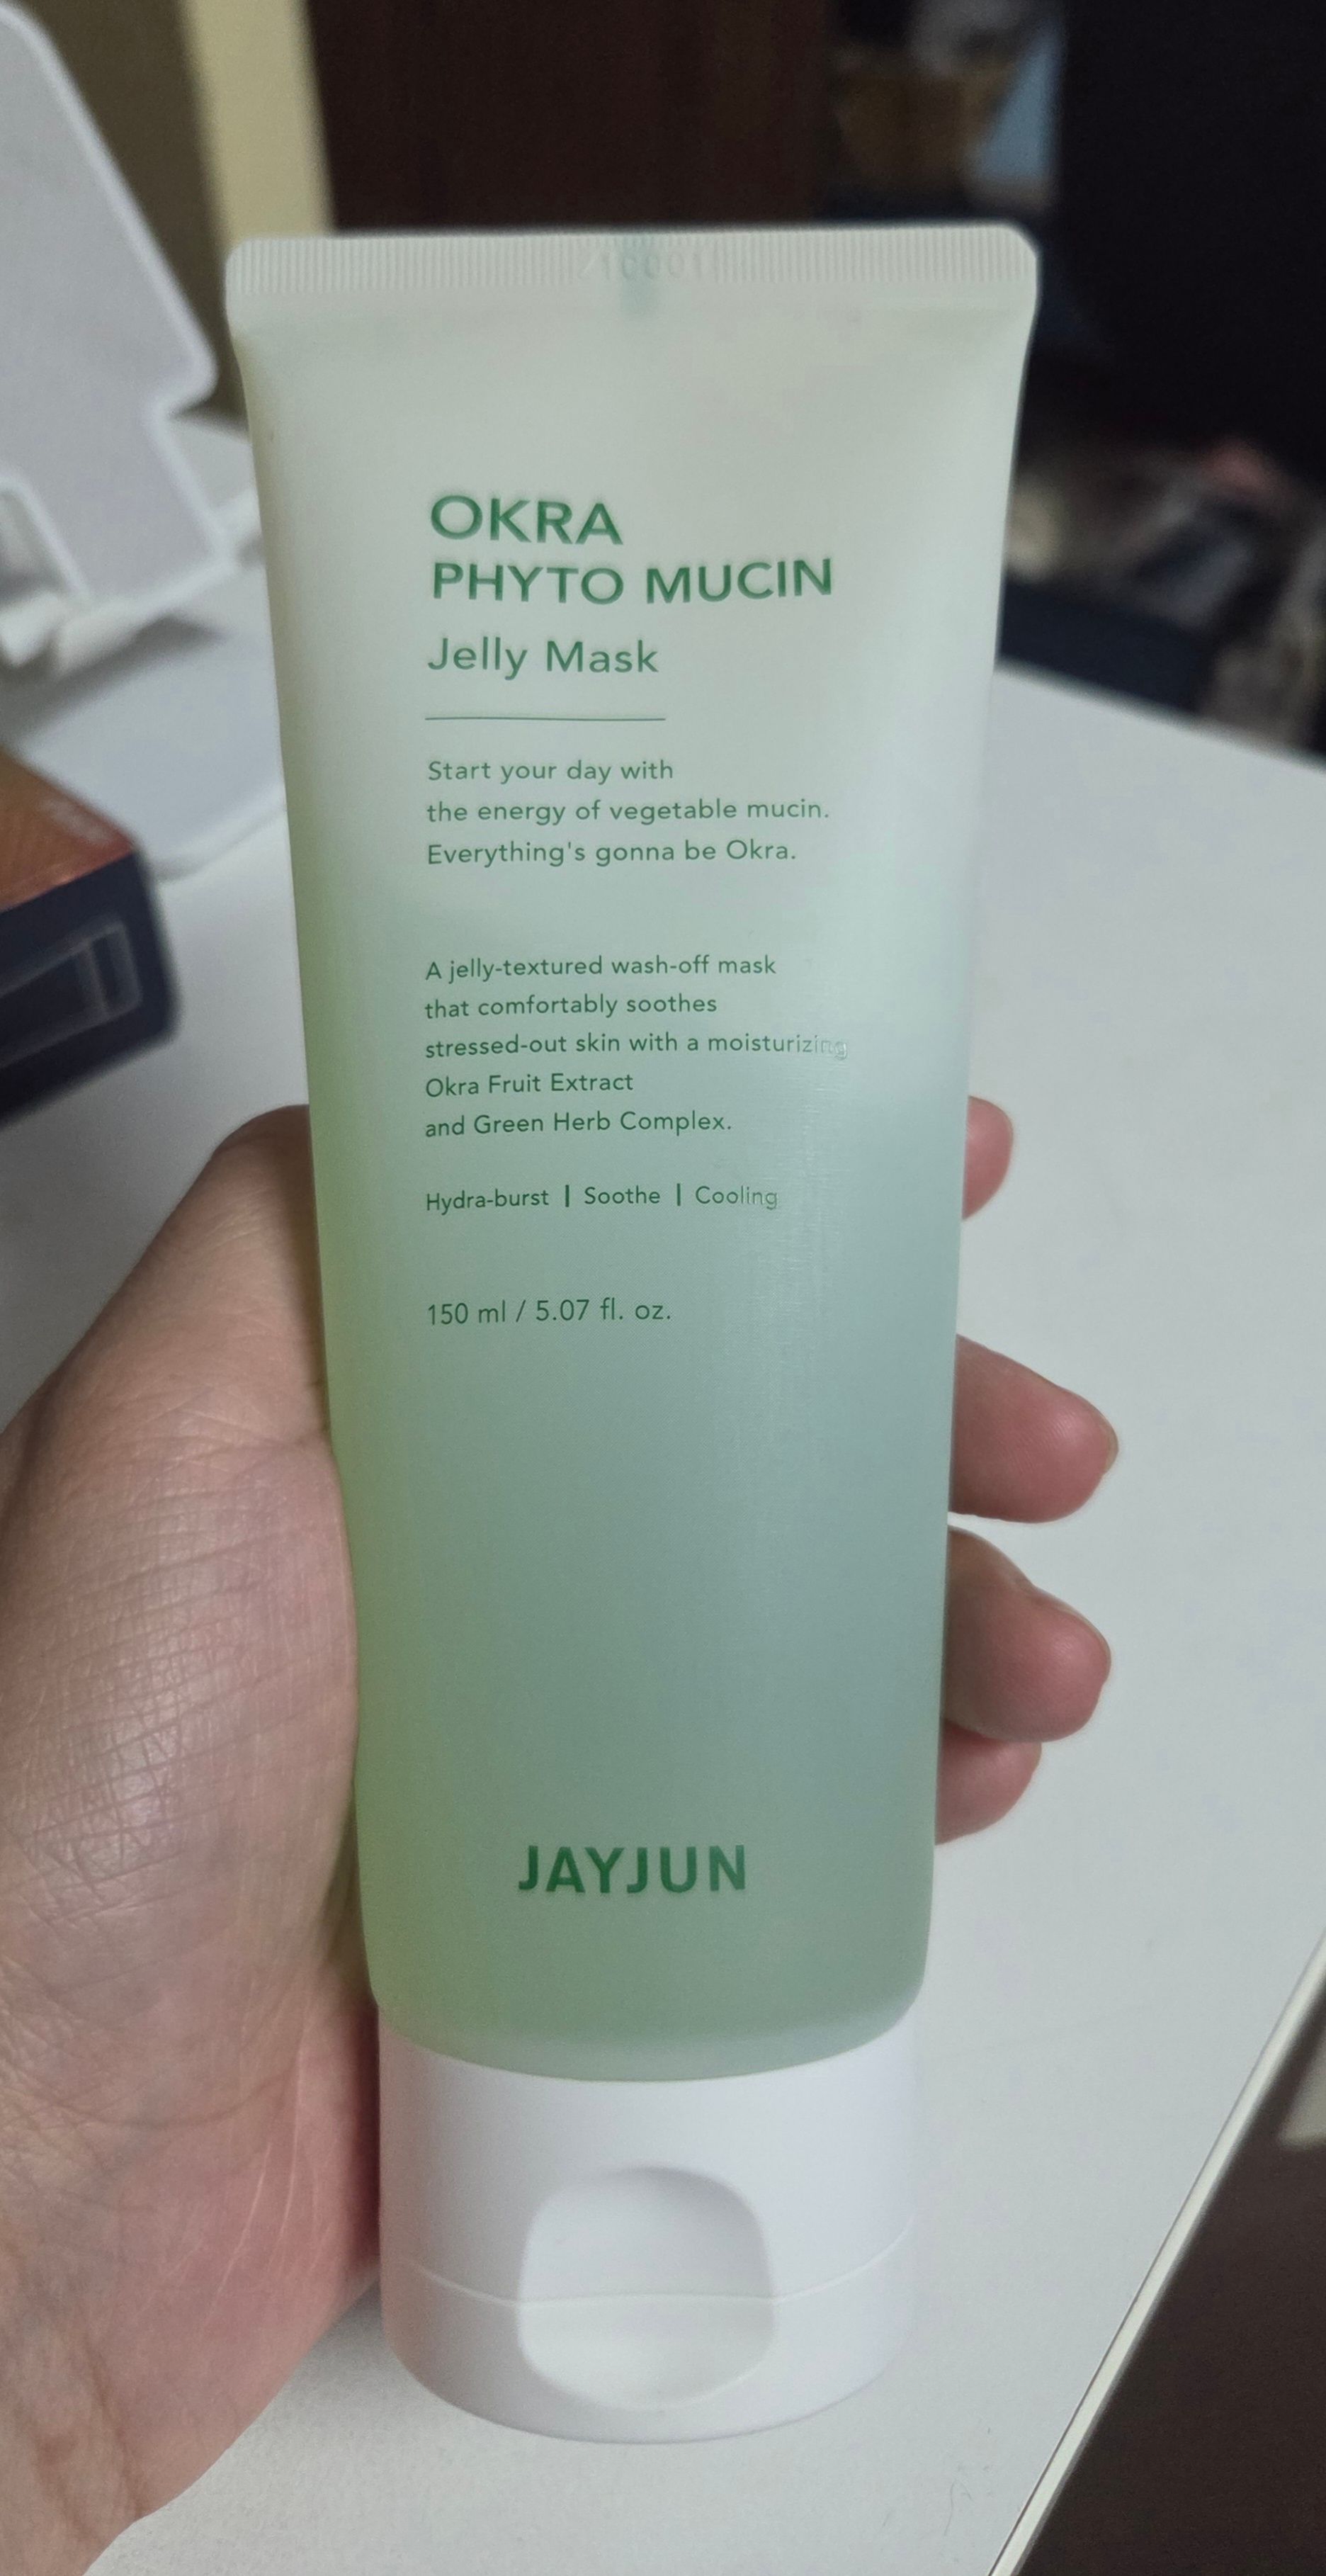 OKRA
PHYTO MUCIN
Jelly Mask
Start your day with
the energy of vegetable mucin.
Everything's gonna be Okra.
A jelly-textured wash-off mask
that comfortably soothes
stressed-out skin with a moisturizing
Okra Fruit Extract
and Green Herb Complex.
Hydra-burst | Soothe | Cooling
150 ml / 5.07 fl. oz.
JAYJUN